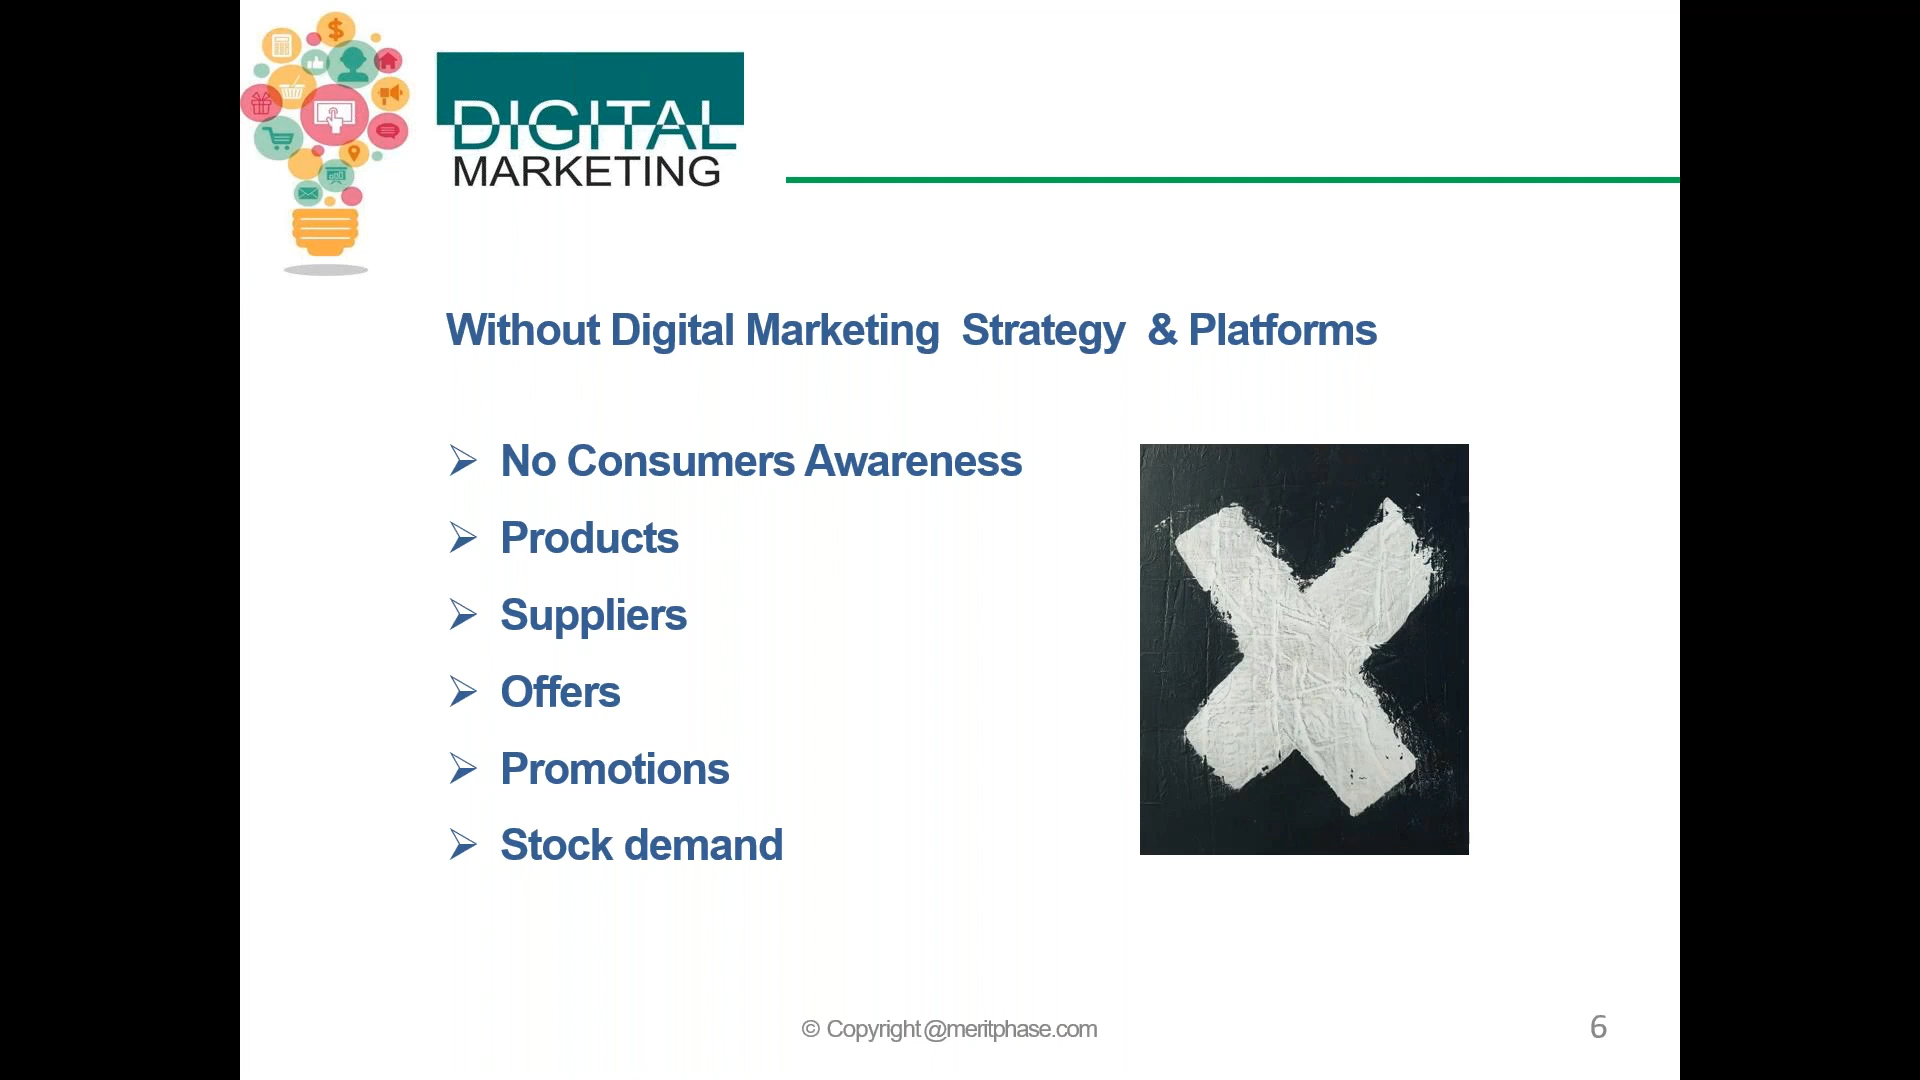 DIGITAL
MARKETING
Without Digital Marketing Strategy & Platforms
➢ No Consumers Awareness
➢ Products
➢ Suppliers
➢ Offers
➢ Promotions
➢ Stock demand
© Copyright @meritphase.com
6